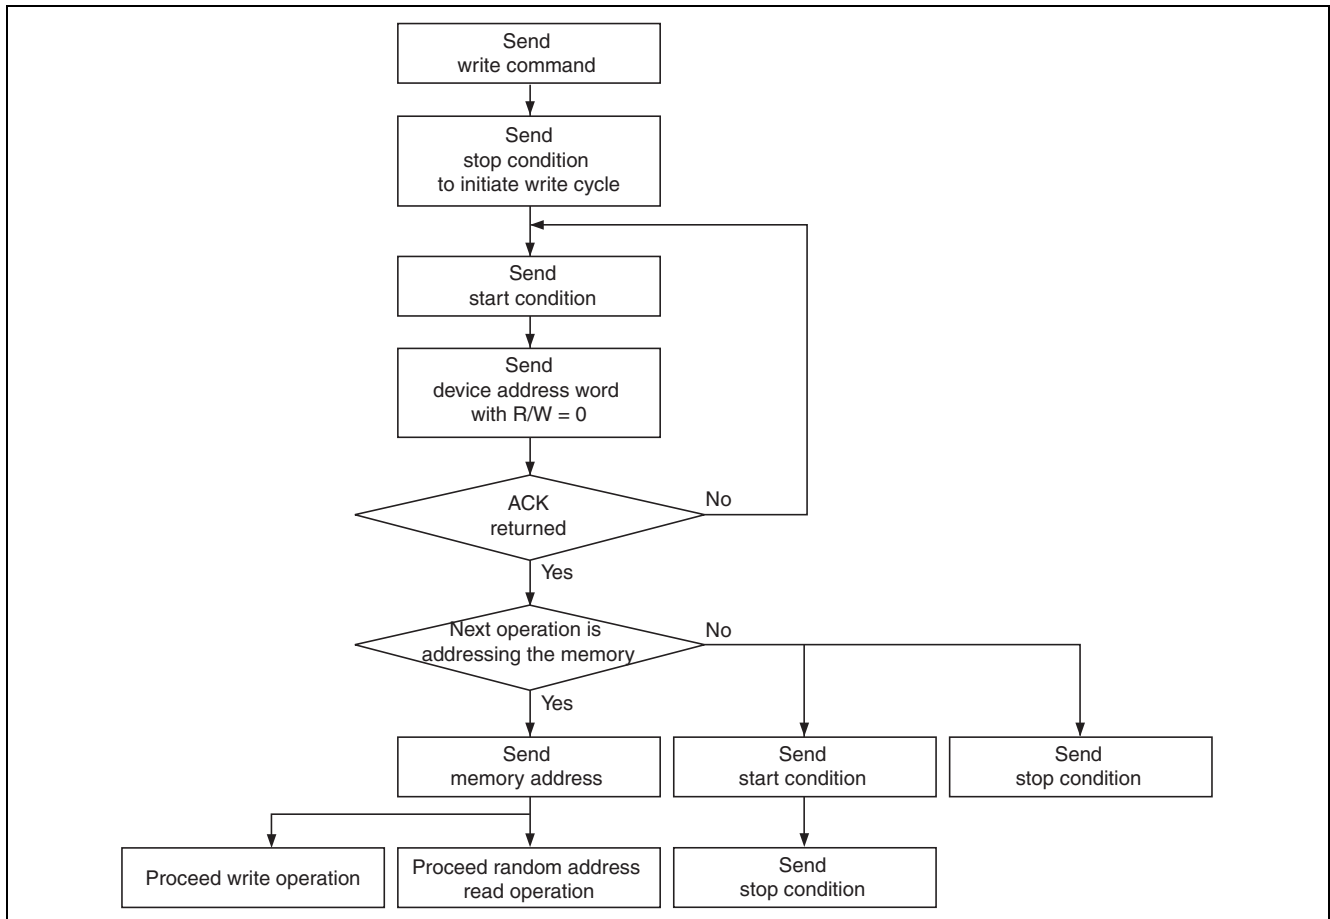 Send
write command
Send
stop condition
to initiate write cycle
Send
start condition
Send
device address word
with R/W = 0
ACK
returned
No
Yes
Next operation is
addressing the memory
No
Yes
Send
memory address
Send
start condition
Send
stop condition
Proceed write operation
Proceed random address
read operation
Send
stop condition